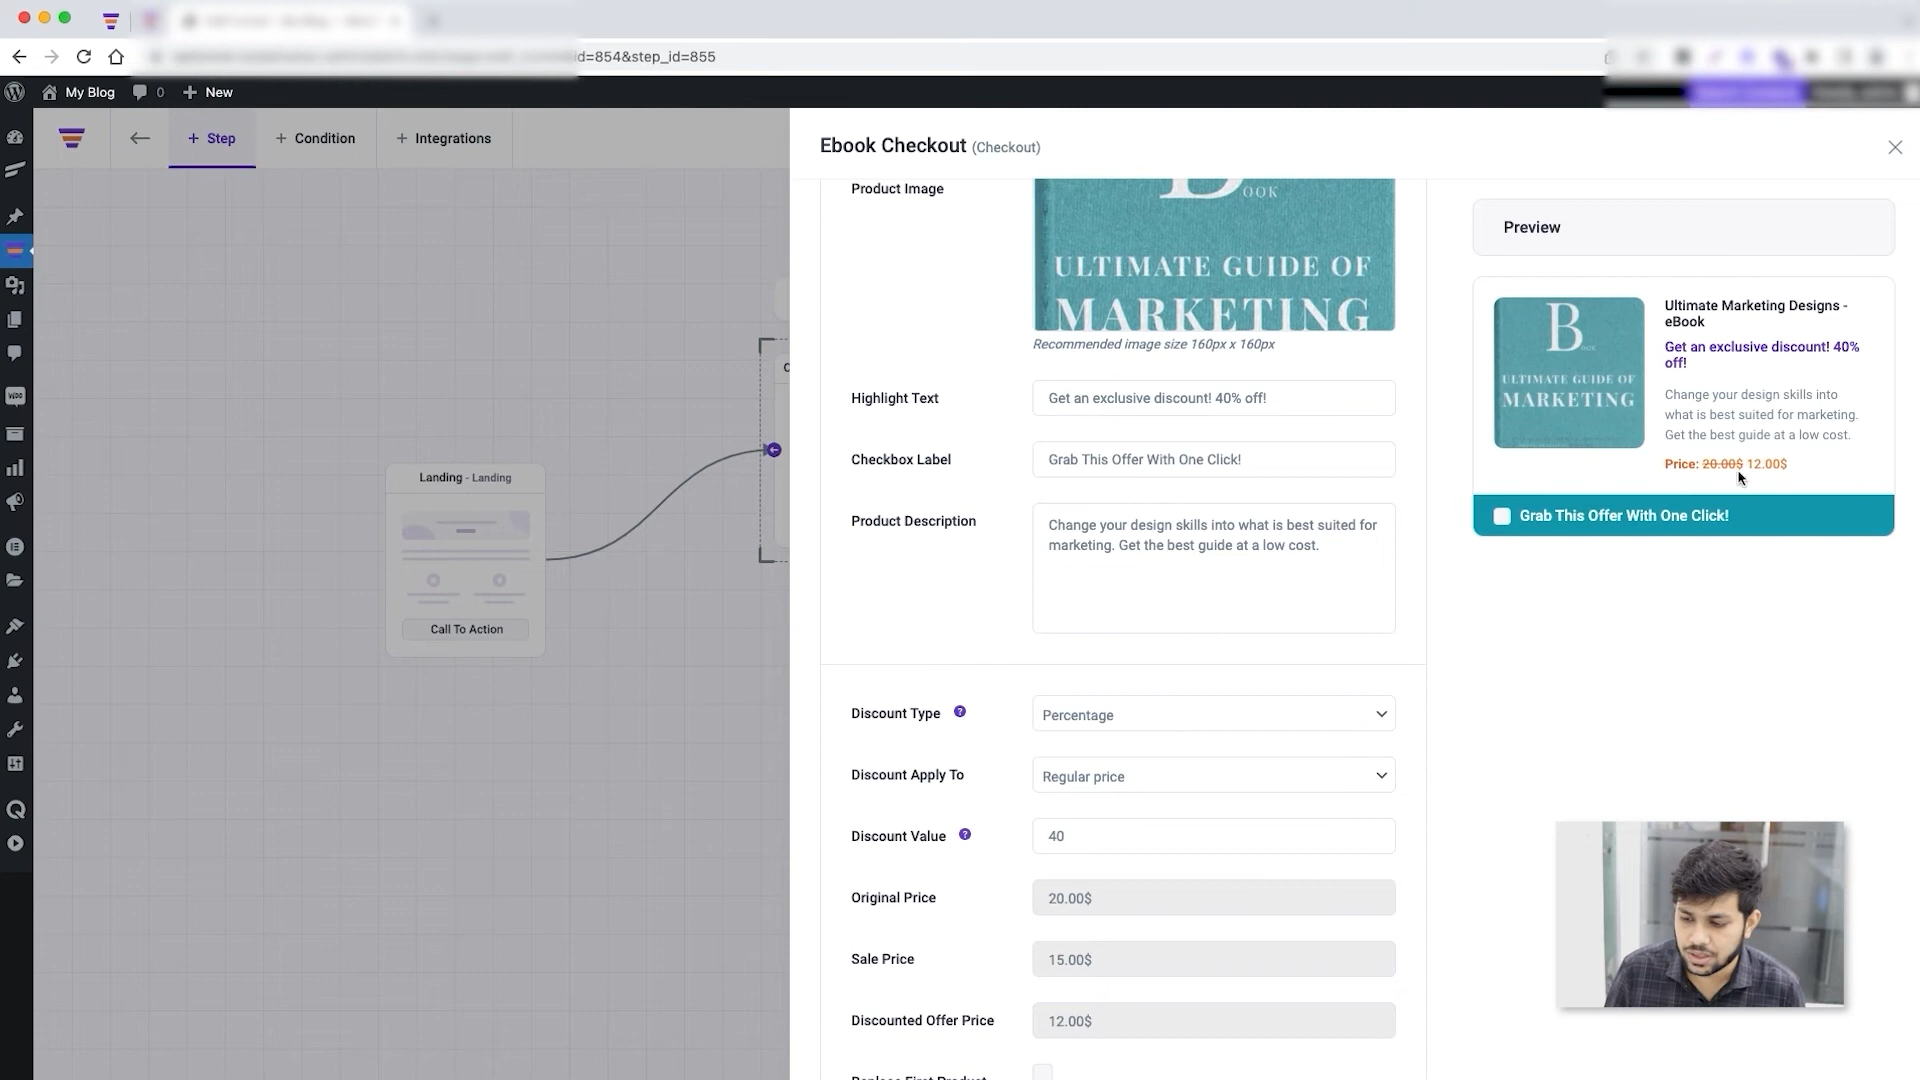 id=854&step_id=855
My Blog 0 + New
+ Step + Condition + Integrations
Ebook Checkout (Checkout)
Product Image
OOK
ULTIMATE GUIDE OF
MARKETING
Recommended image size 160px x 160px
Highlight Text Get an exclusive discount! 40% off!
Checkbox Label Grab This Offer With One Click!
Product Description Change your design skills into what is best suited for
marketing. Get the best guide at a low cost.
Discount Type ? Percentage
Discount Apply To Regular price
Discount Value ? 40
Original Price 20.00$
Sale Price 15.00$
Discounted Offer Price 12.00$
Replace First Product
Preview
B
ULTIMATE GUIDE OF
MARKETING
Ultimate Marketing Designs -
eBook
Get an exclusive discount! 40%
off!
Change your design skills into
what is best suited for marketing.
Get the best guide at a low cost.
Price: 20.00$ 12.00$
Grab This Offer With One Click!
Landing - Landing
Call To Action